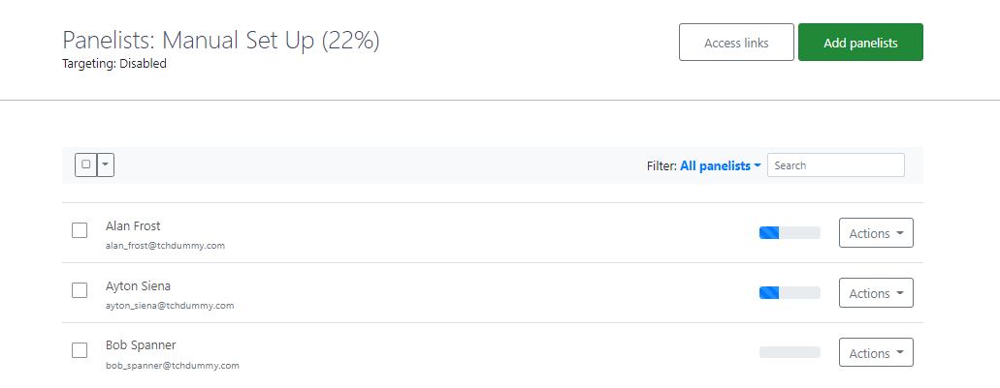 Panelists: Manual Set Up (22%)
Targeting: Disabled
Access links
Add panelists
Filter: All panelists
Search
Alan Frost
alan_frost@tchdummy.com
Actions
Ayton Siena
ayton_siena@tchdummy.com
Actions
Bob Spanner
bob_spanner@tchdummy.com
Actions